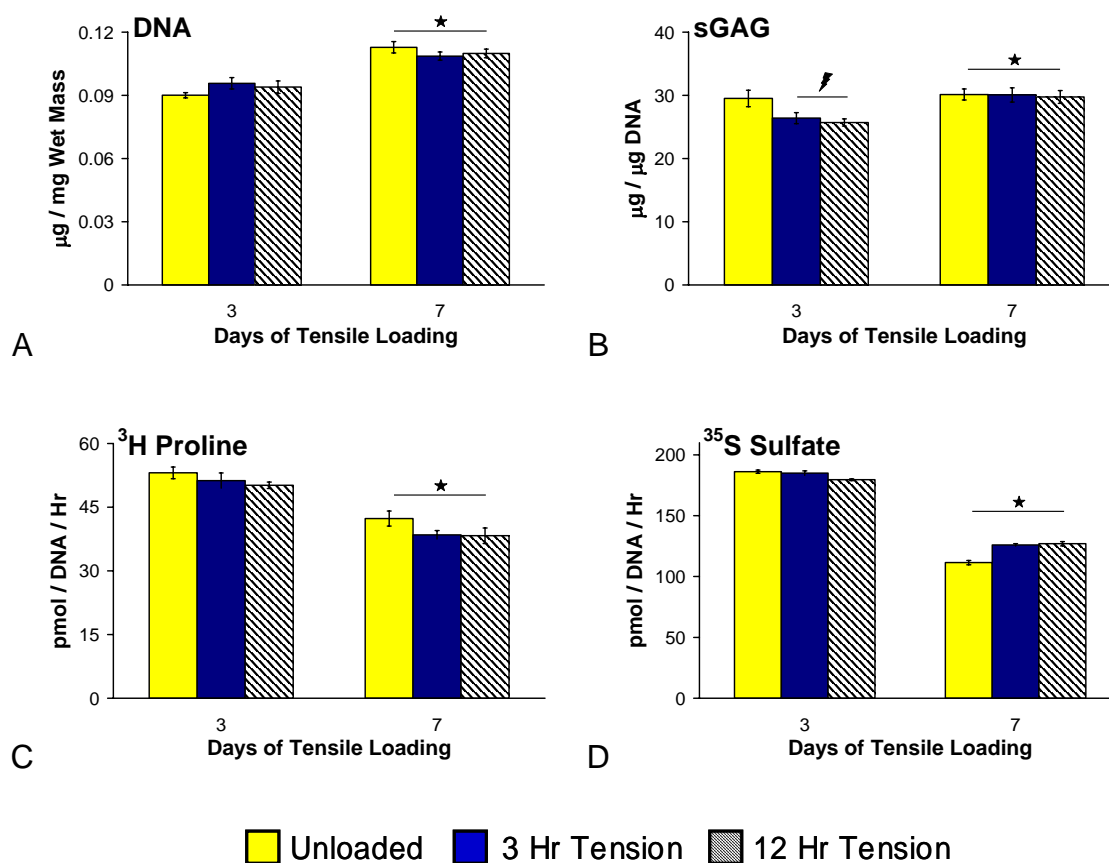 DNA
0.12
0.09
0.06
0.03
0
μg / mg Wet Mass
3 7
Days of Tensile Loading
A
sGAG
40
30
20
10
0
μg / μg DNA
3 7
Days of Tensile Loading
B
³H Proline
60
45
30
15
0
pmol / DNA / Hr
3 7
Days of Tensile Loading
C
³⁵S Sulfate
200
150
100
50
0
pmol / DNA / Hr
3 7
Days of Tensile Loading
D
Unloaded 3 Hr Tension 12 Hr Tension